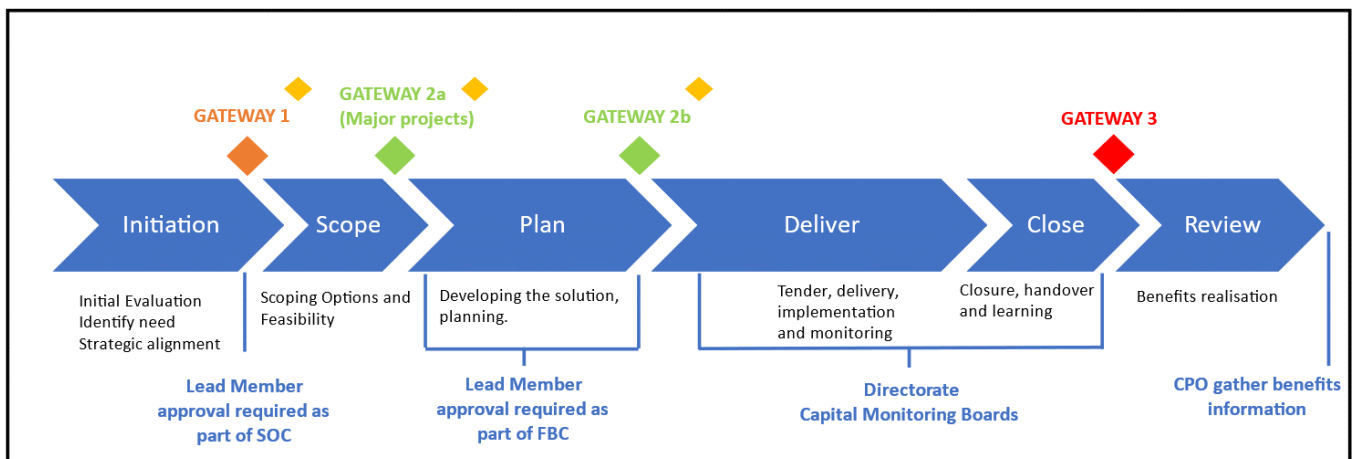 GATEWAY 1
GATEWAY 2a
(Major projects)
GATEWAY 2b
GATEWAY 3
Initiation
Scope
Plan
Deliver
Close
Review
Initial Evaluation
Identify need
Strategic alignment
Scoping Options and
Feasibility
Developing the solution,
planning.
Tender, delivery,
implementation
and monitoring
Closure, handover
and learning
Benefits realisation
Lead Member
approval required as
part of SOC
Lead Member
approval required as
part of FBC
Directorate
Capital Monitoring Boards
CPO gather benefits
information